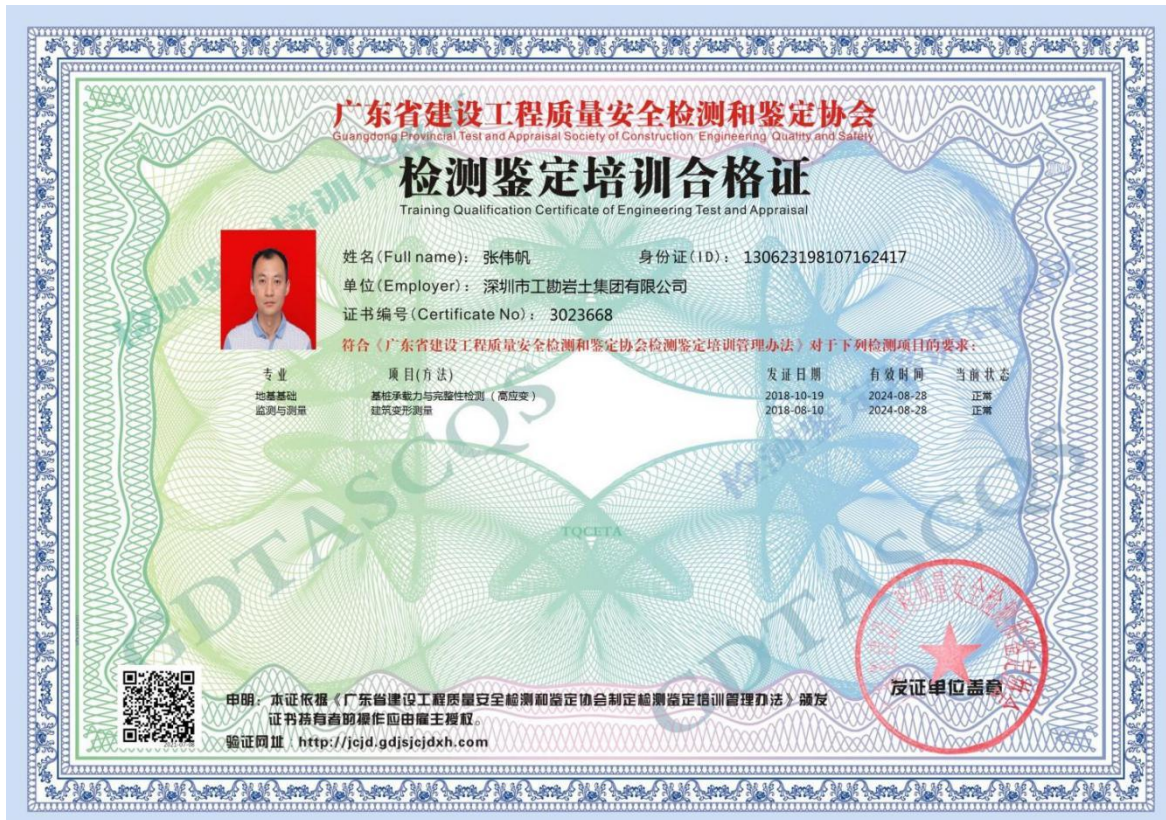 广东省建设工程质量安全检测和鉴定协会
Guangdong Provincial Test and Appraisal Society of Construction Engineering Quality and Safety
检测鉴定培训合格证
Training Qualification Certificate of Engineering Test and Appraisal
姓名(Full name)： 张伟帆 身份证(ID)： 130623198107162417
单位(Employer)： 深圳市工勘岩土集团有限公司
证书编号(Certificate No)： 3023668
符合《广东省建设工程质量安全检测和鉴定协会检测鉴定培训管理办法》对于下列检测项目的要求：
专业 项目(方法) 发证日期 有效时间 当前状态
地基基础 基桩承载力与完整性检测（高应变） 2018-10-19 2024-08-28 正常
监测与测量 建筑变形测量 2018-08-10 2024-08-28 正常
GDTASCQS
GDTASCQS
TQCETA
发证单位盖章
申明：本证依据《广东省建设工程质量安全检测和鉴定协会制定检测鉴定培训管理办法》颁发
证书持有者的操作应由雇主授权。
验证网址：http://jcjd.gdjsjcjdxh.com